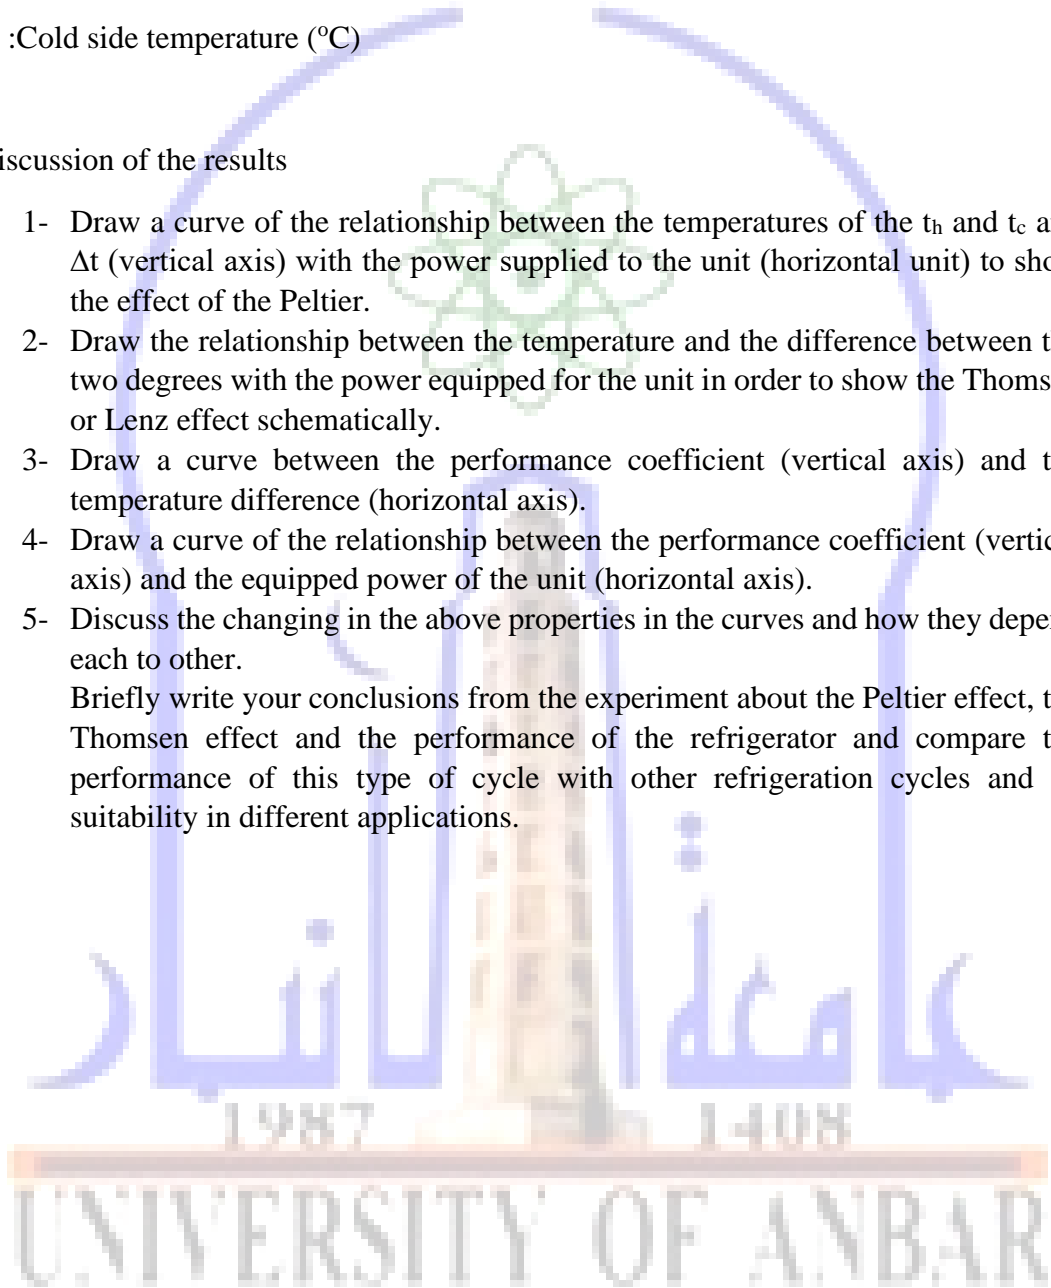 :Cold side temperature (°C)
iscussion of the results
1- Draw a curve of the relationship between the temperatures of the th and tc a
Δt (vertical axis) with the power supplied to the unit (horizontal unit) to sho
the effect of the Peltier.
2- Draw the relationship between the temperature and the difference between t
two degrees with the power equipped for the unit in order to show the Thoms
or Lenz effect schematically.
3- Draw a curve between the performance coefficient (vertical axis) and t
temperature difference (horizontal axis).
4- Draw a curve of the relationship between the performance coefficient (vertic
axis) and the equipped power of the unit (horizontal axis).
5- Discuss the changing in the above properties in the curves and how they depe
each to other.
Briefly write your conclusions from the experiment about the Peltier effect, t
Thomsen effect and the performance of the refrigerator and compare t
performance of this type of cycle with other refrigeration cycles and
suitability in different applications.
جامعة الانبار
1987 1408
UNIVERSITY OF ANBAR